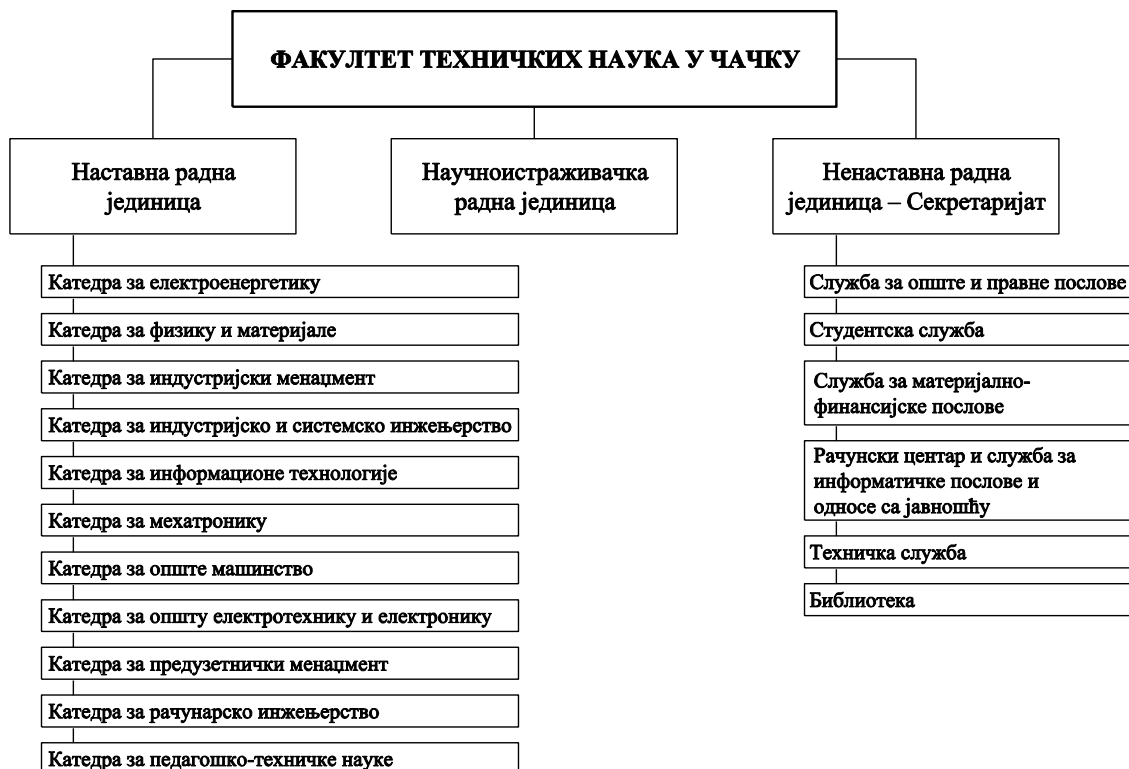 ФАКУЛТЕТ ТЕХНИЧКИХ НАУКА У ЧАЧКУ
Наставна радна
јединица
Научноистраживачка
радна јединица
Ненаставна радна
јединица – Секретаријат
Катедра за електроенергетику
Катедра за физику и материјале
Катедра за индустријски менаџмент
Катедра за индустријско и системско инжењерство
Катедра за информационе технологије
Катедра за мехатронику
Катедра за опште машинство
Катедра за општу електротехнику и електронику
Катедра за предузетнички менаџмент
Катедра за рачунарско инжењерство
Катедра за педагошко-техничке науке
Служба за опште и правне послове
Студентска служба
Служба за материјално-
финансијске послове
Рачунски центар и служба за
информатичке послове и
односе са јавношћу
Техничка служба
Библиотека